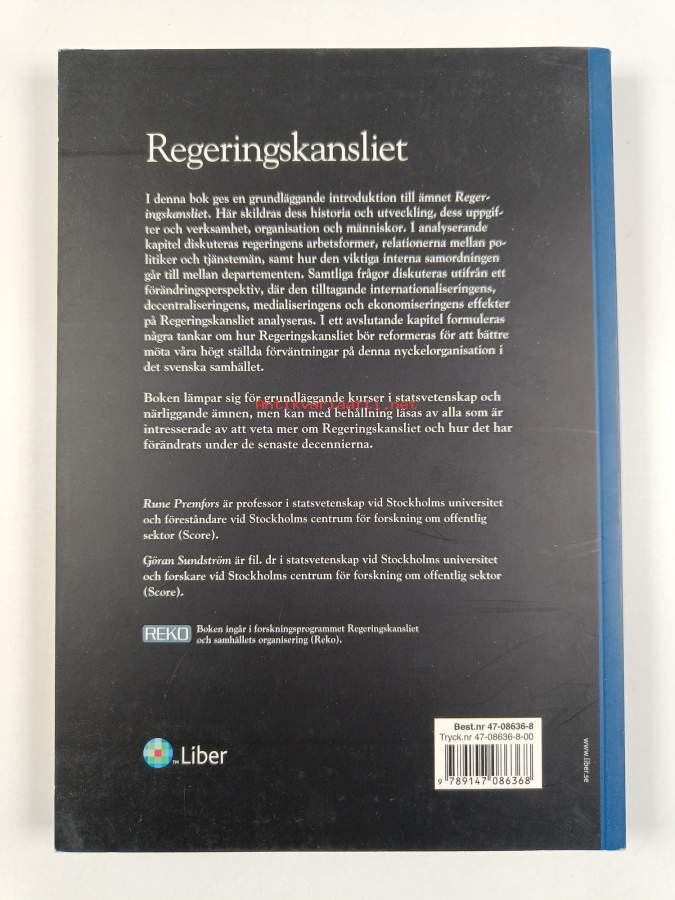 Regeringskansliet
I denna bok ges en grundläggande introduktion till ämnet Reger-
ingskansliet. Här skildras dess historia och utveckling, dess uppgif-
ter och verksamhet, organisation och människor. I analyserande
kapitel diskuteras regeringens arbetsformer, relationerna mellan po-
litiker och tjänstemän, samt hur den viktiga interna samordningen
går till mellan departementen. Samtliga frågor diskuteras utifrån ett
förändringsperspektiv, där den tilltagande internationaliseringens,
decentraliseringens, medialiseringens och ekonomiseringens effekter
på Regeringskansliet analyseras. I ett avslutande kapitel formuleras
några tankar om hur Regeringskansliet bör reformeras för att bättre
möta våra högt ställda förväntningar på denna nyckelorganisation i
det svenska samhället.
Boken lämpar sig för grundläggande kurser i statsvetenskap och
Antikvariaatti.net
närliggande ämnen, men kan med behållning läsas av alla som är
intresserade av att veta mer om Regeringskansliet och hur det har
förändrats under de senaste decennierna.
Rune Premfors är professor i statsvetenskap vid Stockholms universitet
och föreståndare vid Stockholms centrum för forskning om offentlig
sektor (Score).
Göran Sundström är fil. dr i statsvetenskap vid Stockholms universitet
och forskare vid Stockholms centrum för forskning om offentlig sektor
(Score).
REKO Boken ingår i forskningsprogrammet Regeringskansliet
och samhällets organisering (Reko).
Best.nr 47-08636-8
Tryck.nr 47-08636-8-00
TM Liber
9 789147 086368
www.liber.se